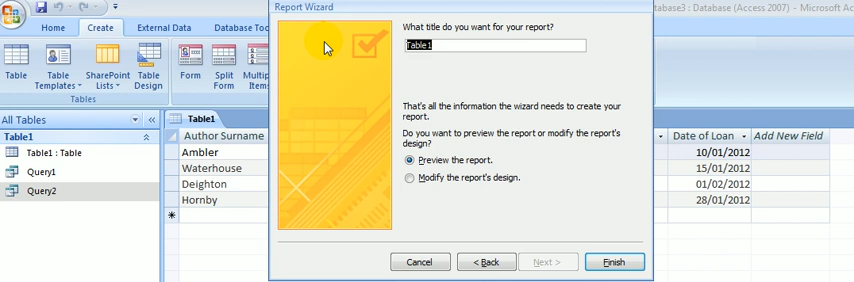 Report Wizard
database3 : Database (Access 2007) - Microsoft Ac
Home Create External Data Database Tool
Table
Table Templates
SharePoint Lists
Table Design
Form
Split Form
Multiple Items
Tables
What title do you want for your report?
Table1
That's all the information the wizard needs to create your
report.
Do you want to preview the report or modify the report's
design?
Preview the report.
Modify the report's design.
Cancel < Back Next > Finish
All Tables
Table1
Table1 : Table
Query1
Query2
Table1
Author Surname
Ambler
Waterhouse
Deighton
Hornby
Date of Loan Add New Field
10/01/2012
15/01/2012
01/02/2012
28/01/2012